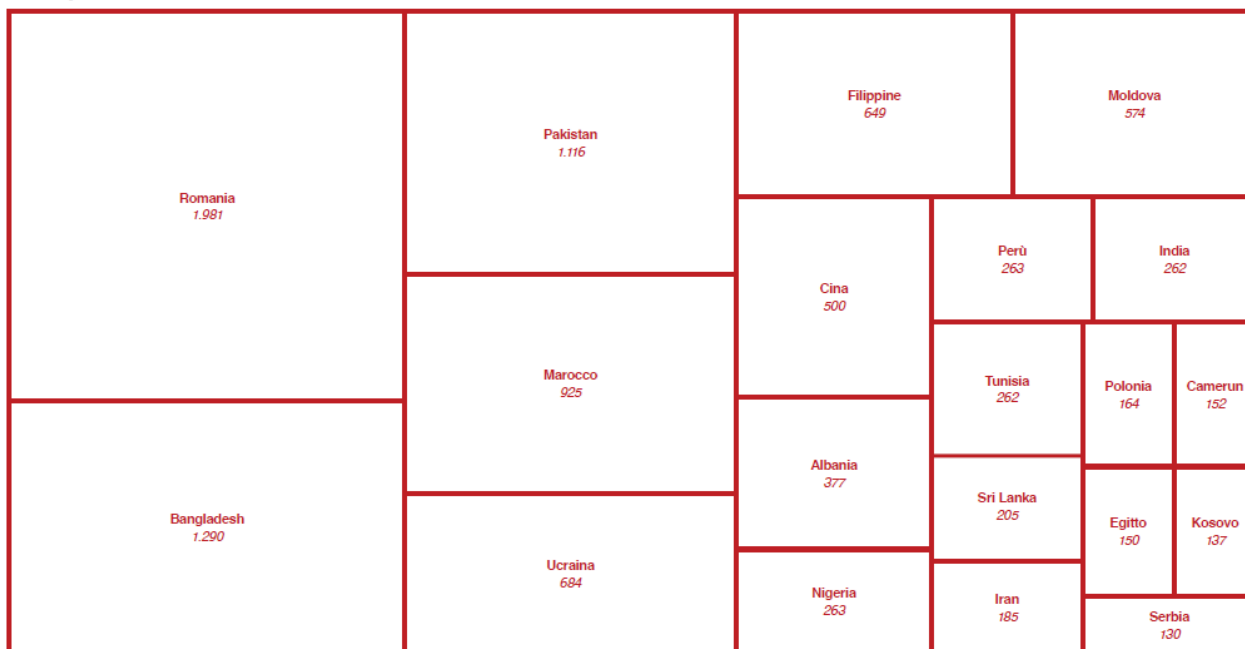 Romania
1.981
Bangladesh
1.290
Pakistan
1.116
Marocco
925
Ucraina
684
Filippine
649
Moldova
574
Cina
500
Albania
377
Nigeria
263
Perù
263
India
262
Tunisia
262
Sri Lanka
205
Iran
185
Polonia
164
Camerun
152
Egitto
150
Kosovo
137
Serbia
130